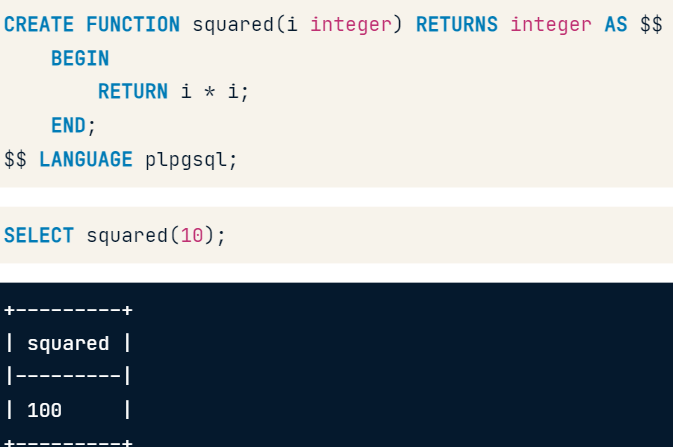 CREATE FUNCTION squared(i integer) RETURNS integer AS $$
    BEGIN
        RETURN i * i;
    END;
$$ LANGUAGE plpgsql;
SELECT squared(10);
+---------+
| squared |
|---------|
| 100     |
+---------+